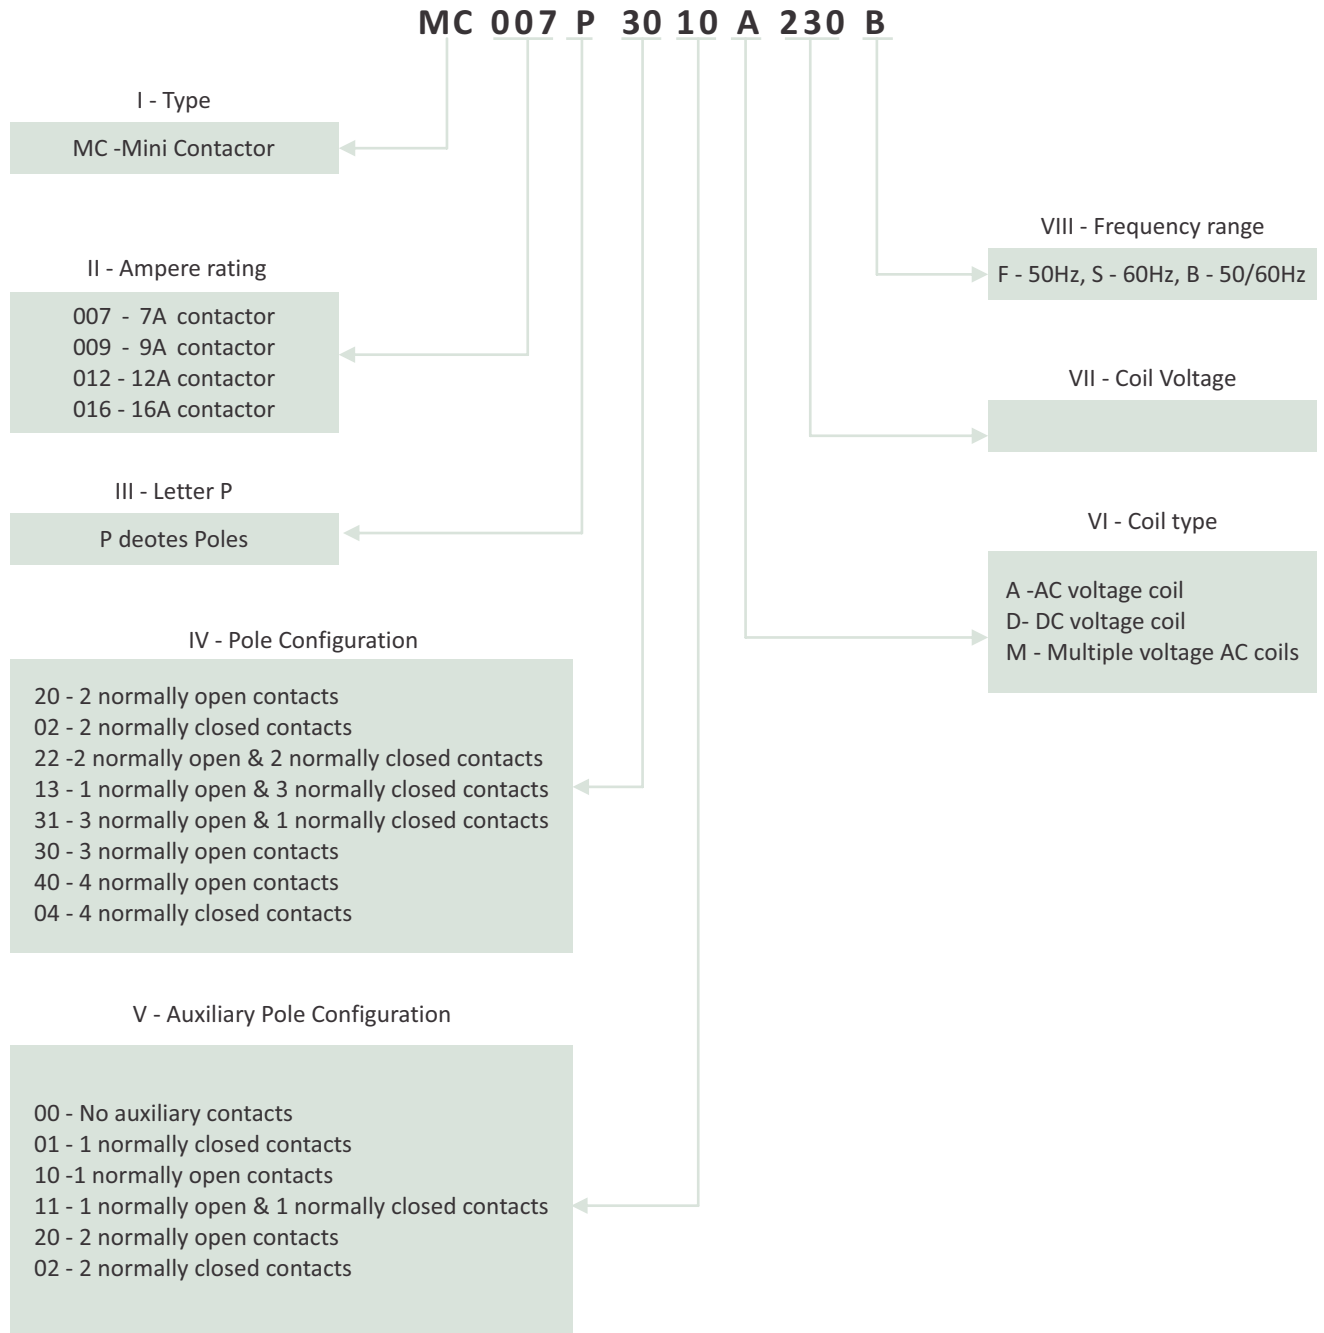 MC 007 P 30 10 A 230 B
I - Type
MC -Mini Contactor
II - Ampere rating
007 - 7A contactor
009 - 9A contactor
012 - 12A contactor
016 - 16A contactor
III - Letter P
P deotes Poles
IV - Pole Configuration
20 - 2 normally open contacts
02 - 2 normally closed contacts
22 -2 normally open & 2 normally closed contacts
13 - 1 normally open & 3 normally closed contacts
31 - 3 normally open & 1 normally closed contacts
30 - 3 normally open contacts
40 - 4 normally open contacts
04 - 4 normally closed contacts
V - Auxiliary Pole Configuration
00 - No auxiliary contacts
01 - 1 normally closed contacts
10 -1 normally open contacts
11 - 1 normally open & 1 normally closed contacts
20 - 2 normally open contacts
02 - 2 normally closed contacts
VIII - Frequency range
F - 50Hz, S - 60Hz, B - 50/60Hz
VII - Coil Voltage
VI - Coil type
A -AC voltage coil
D- DC voltage coil
M - Multiple voltage AC coils